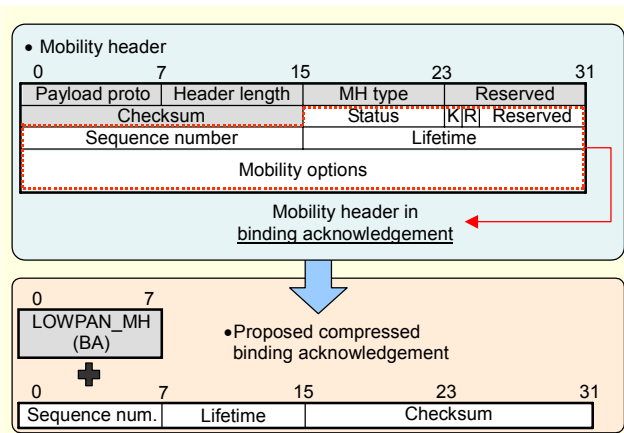 • Mobility header
0 7 15 23 31
Payload proto Header length MH type Reserved
Checksum Status K R Reserved
Sequence number Lifetime
Mobility options
Mobility header in
binding acknowledgement
0 7
LOWPAN_MH
(BA)
•Proposed compressed
binding acknowledgement
0 7 15 23 31
Sequence num. Lifetime Checksum